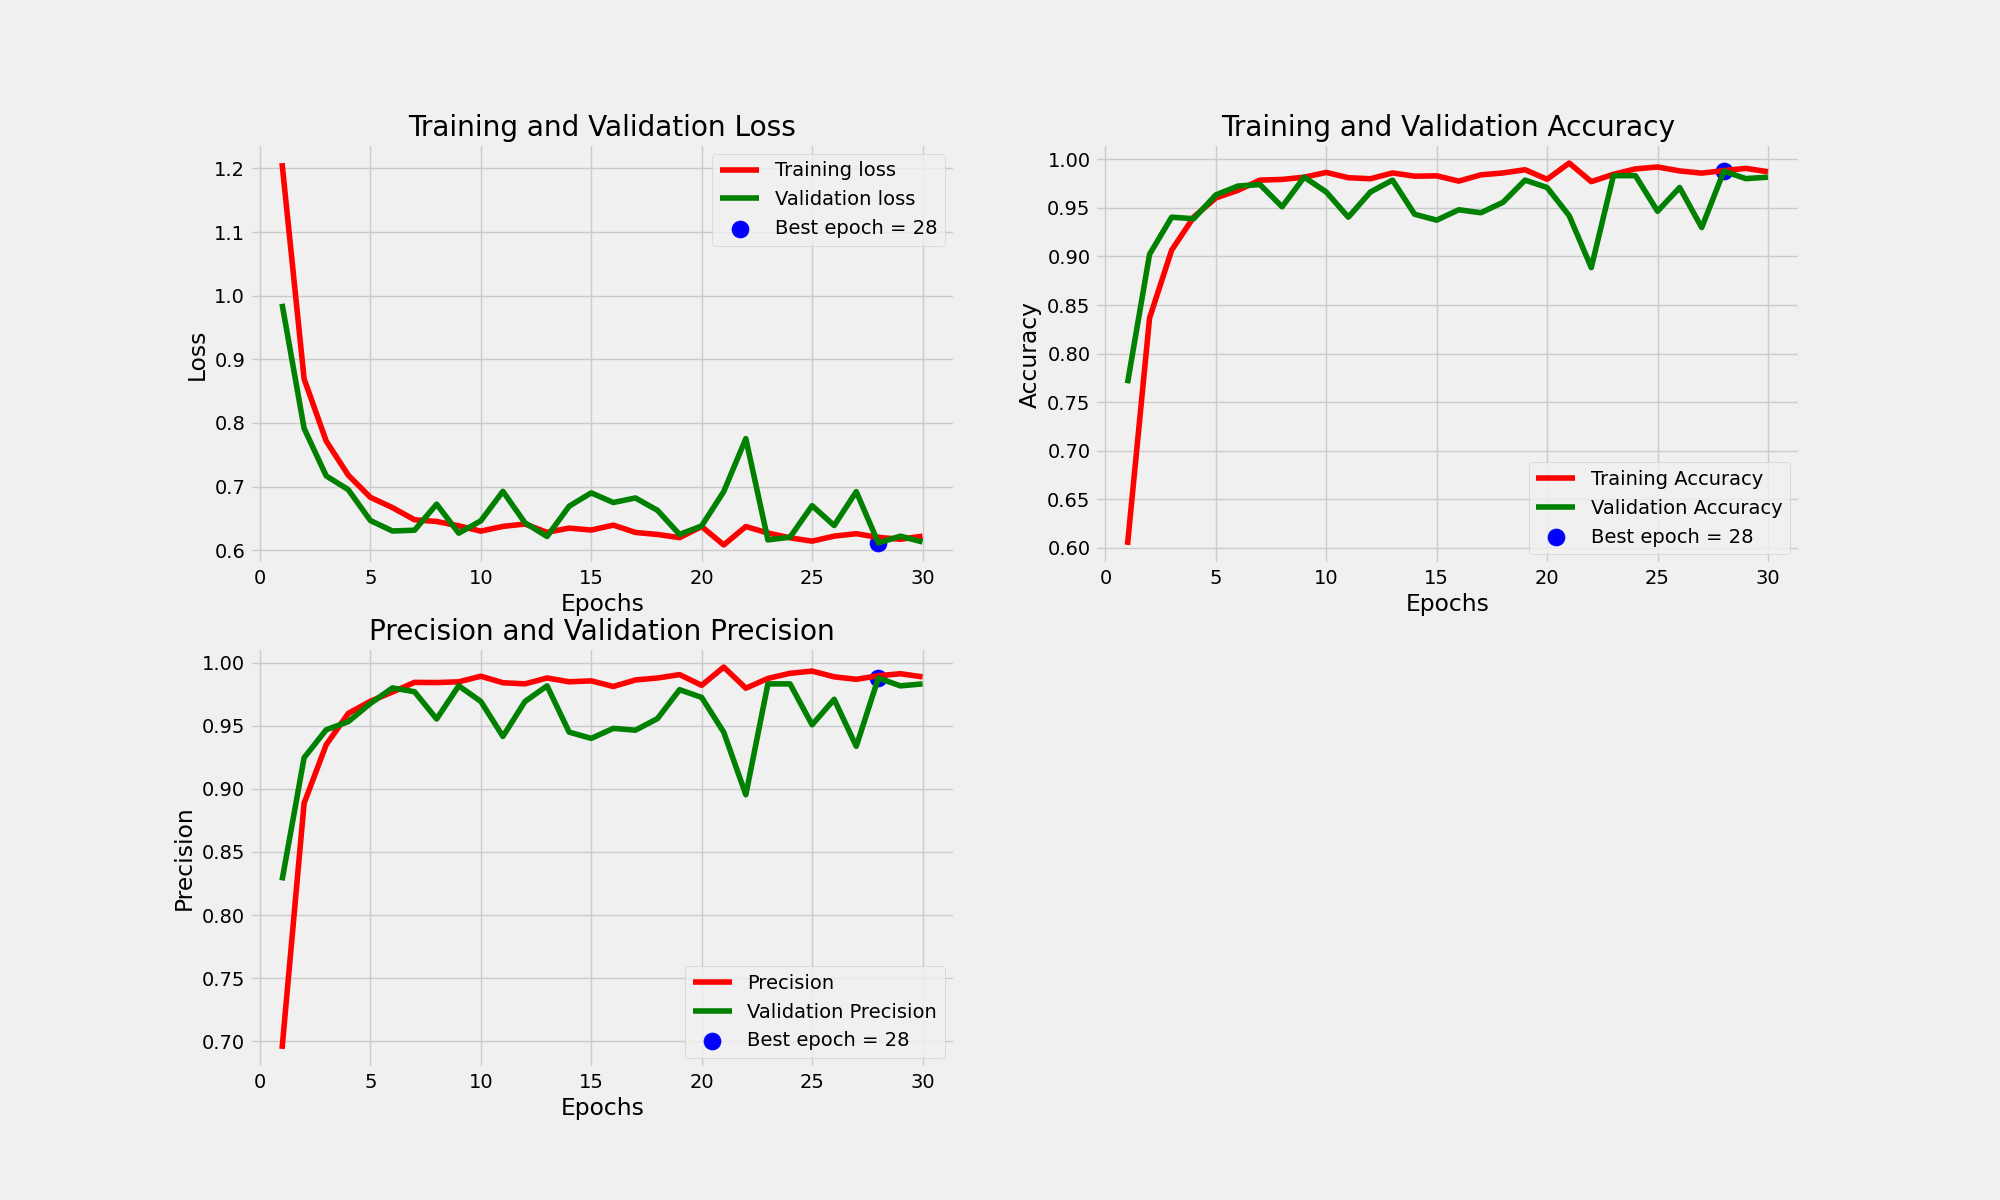 Training and Validation Loss
1.2
1.1
1.0
0.9
0.8
0.7
0.6
Loss
Training loss
Validation loss
Best epoch = 28
0 5 10 15 20 25 30
Epochs
Training and Validation Accuracy
1.00
0.95
0.90
0.85
0.80
0.75
0.70
0.65
0.60
Accuracy
Training Accuracy
Validation Accuracy
Best epoch = 28
0 5 10 15 20 25 30
Epochs
Precision and Validation Precision
1.00
0.95
0.90
0.85
0.80
0.75
0.70
Precision
Precision
Validation Precision
Best epoch = 28
0 5 10 15 20 25 30
Epochs